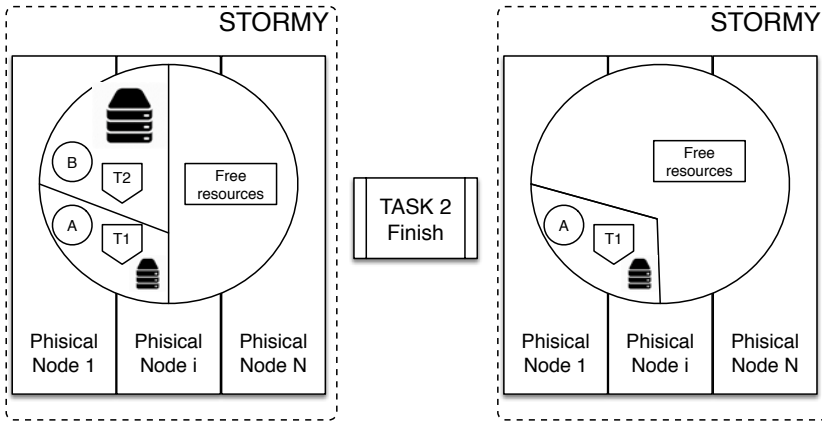 STORMY
B
T2
A
T1
Free
resources
Phisical
Node 1
Phisical
Node i
Phisical
Node N
TASK 2
Finish
STORMY
Free
resources
A
T1
Phisical
Node 1
Phisical
Node i
Phisical
Node N